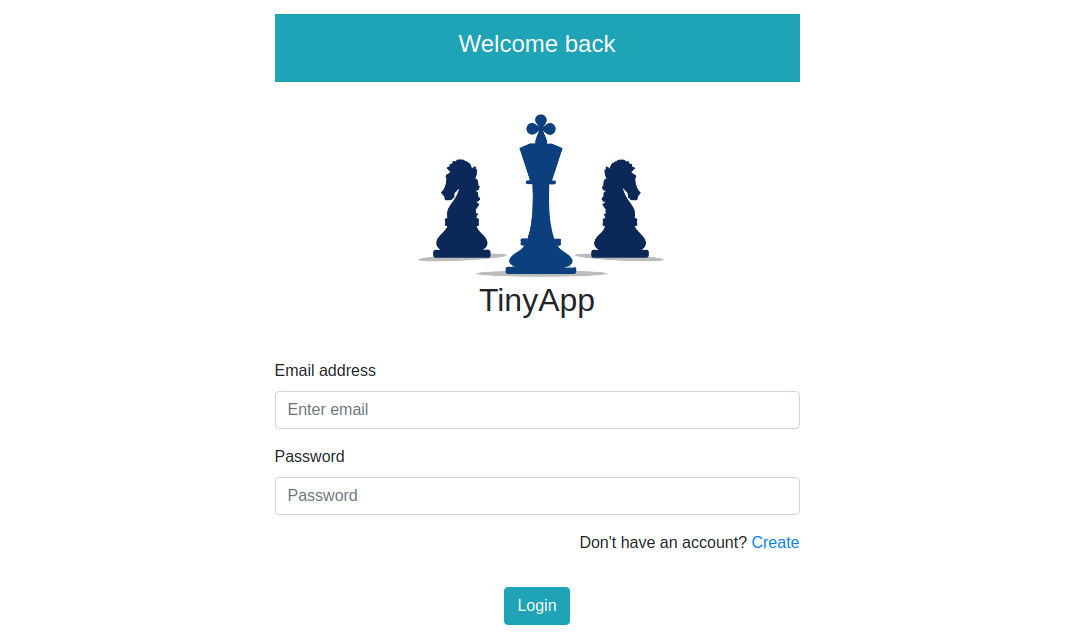 Welcome back
TinyApp
Email address
Enter email
Password
Password
Don't have an account? Create
Login